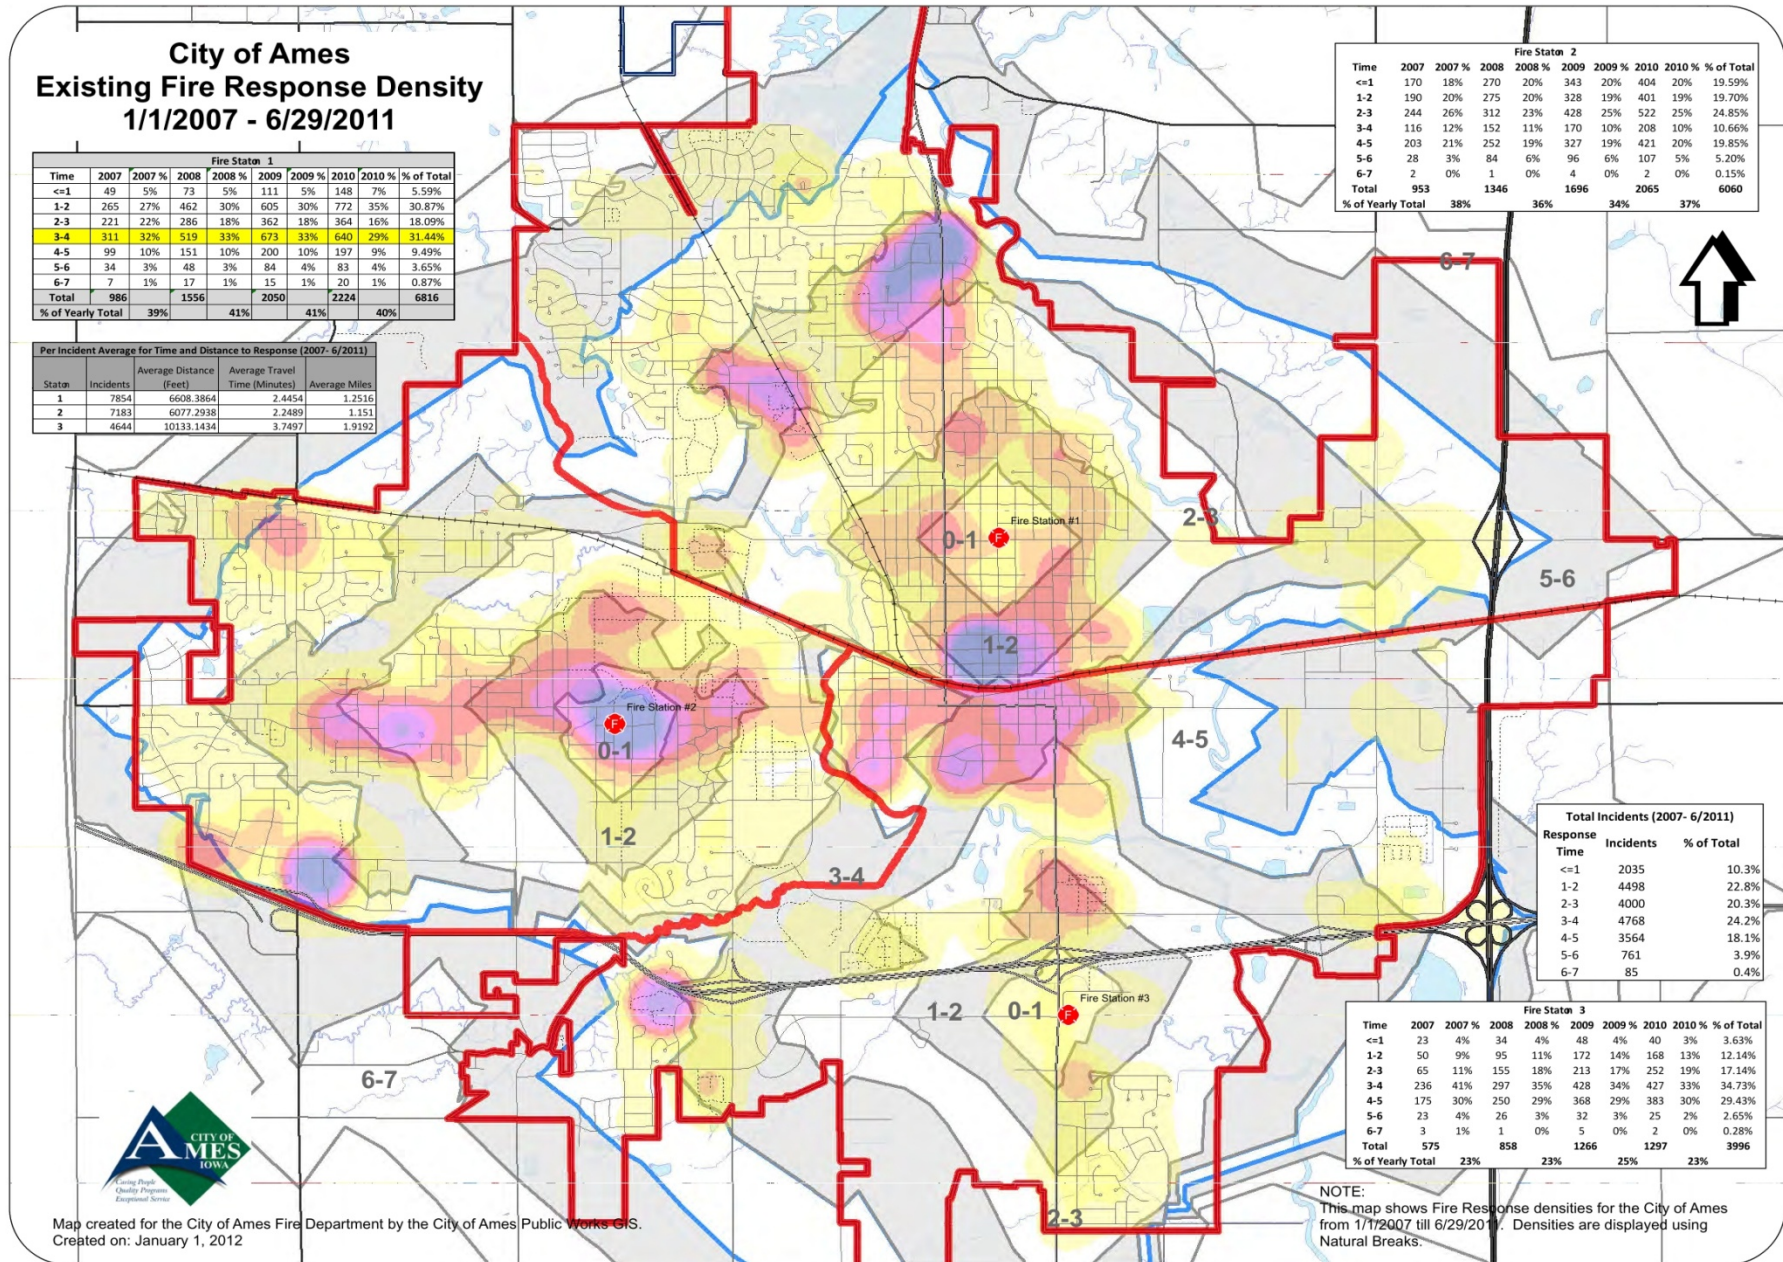 City of Ames
Existing Fire Response Density
1/1/2007 - 6/29/2011
Fire Staton 1
Time 2007 2007 % 2008 2008 % 2009 2009 % 2010 2010 % % of Total
<=1 49 5% 73 5% 111 5% 148 7% 5.59%
1-2 265 27% 462 30% 605 30% 772 35% 30.87%
2-3 221 22% 286 18% 362 18% 364 16% 18.09%
3-4 311 32% 519 33% 673 33% 640 29% 31.44%
4-5 99 10% 151 10% 200 10% 197 9% 9.49%
5-6 34 3% 48 3% 84 4% 83 4% 3.65%
6-7 7 1% 17 1% 15 1% 20 1% 0.87%
Total 986 1556 2050 2224 6816
% of Yearly Total 39% 41% 41% 40%
Per Incident Average for Time and Distance to Response (2007- 6/2011)
Staton Incidents Average Distance (Feet) Average Travel Time (Minutes) Average Miles
1 7854 6608.3864 2.4454 1.2516
2 7183 6077.2938 2.2489 1.151
3 4644 10133.1434 3.7497 1.9192
Fire Staton 2
Time 2007 2007 % 2008 2008 % 2009 2009 % 2010 2010 % % of Total
<=1 170 18% 270 20% 343 20% 404 20% 19.59%
1-2 190 20% 275 20% 328 19% 401 19% 19.70%
2-3 244 26% 312 23% 428 25% 522 25% 24.85%
3-4 116 12% 152 11% 170 10% 208 10% 10.66%
4-5 203 21% 252 19% 327 19% 421 20% 19.85%
5-6 28 3% 84 6% 96 6% 107 5% 5.20%
6-7 2 0% 1 0% 4 0% 2 0% 0.15%
Total 953 1346 1696 2065 6060
% of Yearly Total 38% 36% 34% 37%
6-7
Fire Station #1
0-1
2-3
5-6
1-2
Fire Station #2
0-1
4-5
1-2
3-4
Fire Station #3
1-2
0-1
6-7
2-3
Total Incidents (2007- 6/2011)
Response Time Incidents % of Total
<=1 2035 10.3%
1-2 4498 22.8%
2-3 4000 20.3%
3-4 4768 24.2%
4-5 3564 18.1%
5-6 761 3.9%
6-7 85 0.4%
Fire Staton 3
Time 2007 2007 % 2008 2008 % 2009 2009 % 2010 2010 % % of Total
<=1 23 4% 34 4% 48 4% 40 3% 3.63%
1-2 50 9% 95 11% 172 14% 168 13% 12.14%
2-3 65 11% 155 18% 213 17% 252 19% 17.14%
3-4 236 41% 297 35% 428 34% 427 33% 34.73%
4-5 175 30% 250 29% 368 29% 383 30% 29.43%
5-6 23 4% 26 3% 32 3% 25 2% 2.65%
6-7 3 1% 1 0% 5 0% 2 0% 0.28%
Total 575 858 1266 1297 3996
% of Yearly Total 23% 23% 25% 23%
CITY OF
AMES
IOWA
Caring People
Quality Programs
Exceptional Service
Map created for the City of Ames Fire Department by the City of Ames Public Works GIS.
Created on: January 1, 2012
NOTE:
This map shows Fire Response densities for the City of Ames
from 1/1/2007 till 6/29/2011. Densities are displayed using
Natural Breaks.
F
F
F